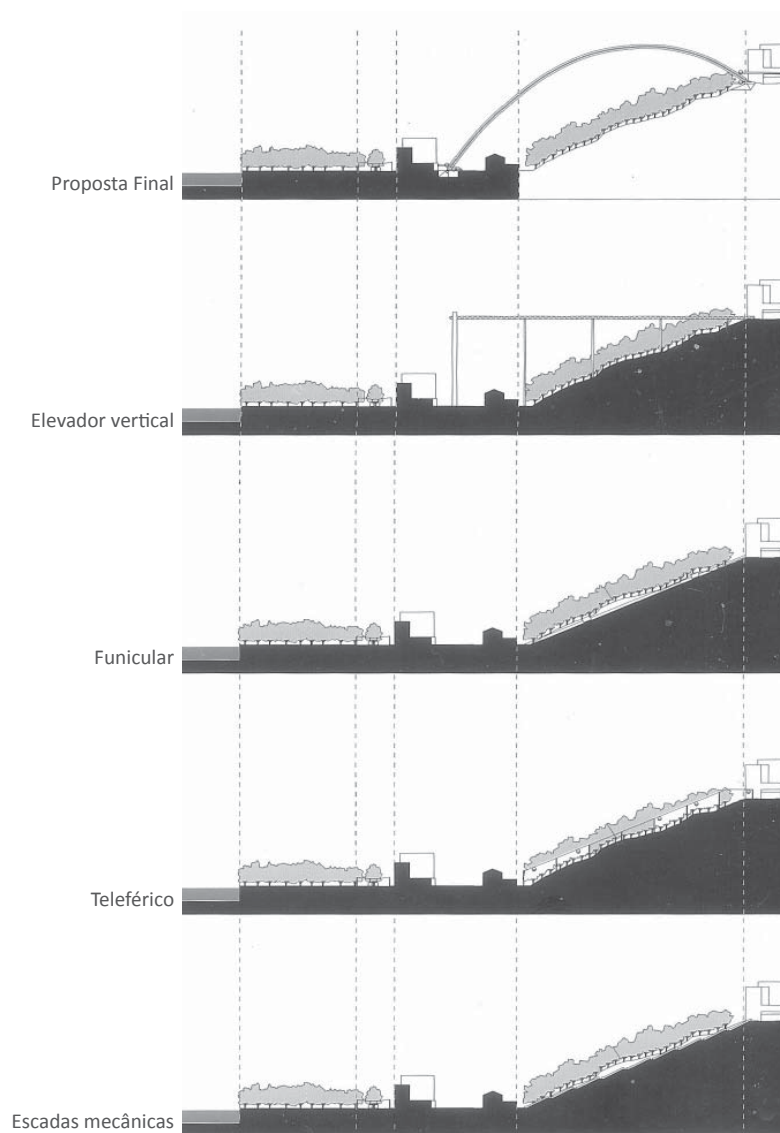 Proposta Final
Elevador vertical
Funicular
Teleférico
Escadas mecânicas